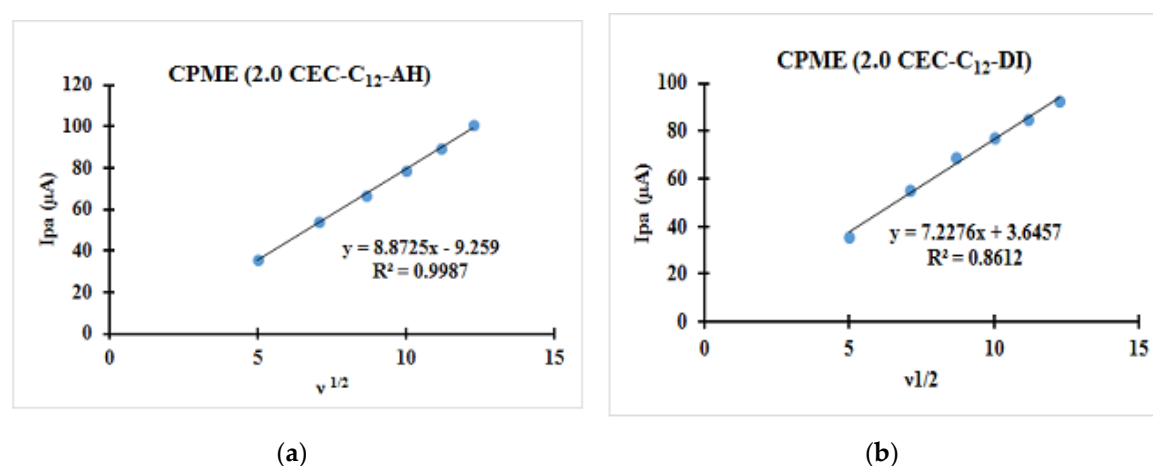 CPME (2.0 CEC-C₁₂-AH)
120
100
80
60
40
20
0
Ipa (µA)
y = 8.8725x - 9.259
R² = 0.9987
0 5 10 15
ν ¹/²
(a)
CPME (2.0 CEC-C₁₂-DI)
100
80
60
40
20
0
Ipa (µA)
y = 7.2276x + 3.6457
R² = 0.8612
0 5 10 15
ν1/2
(b)